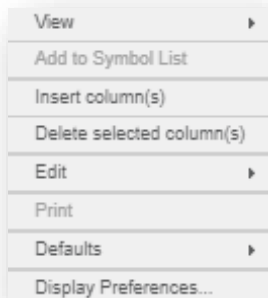 View
Add to Symbol List
Insert column(s)
Delete selected column(s)
Edit
Print
Defaults
Display Preferences...